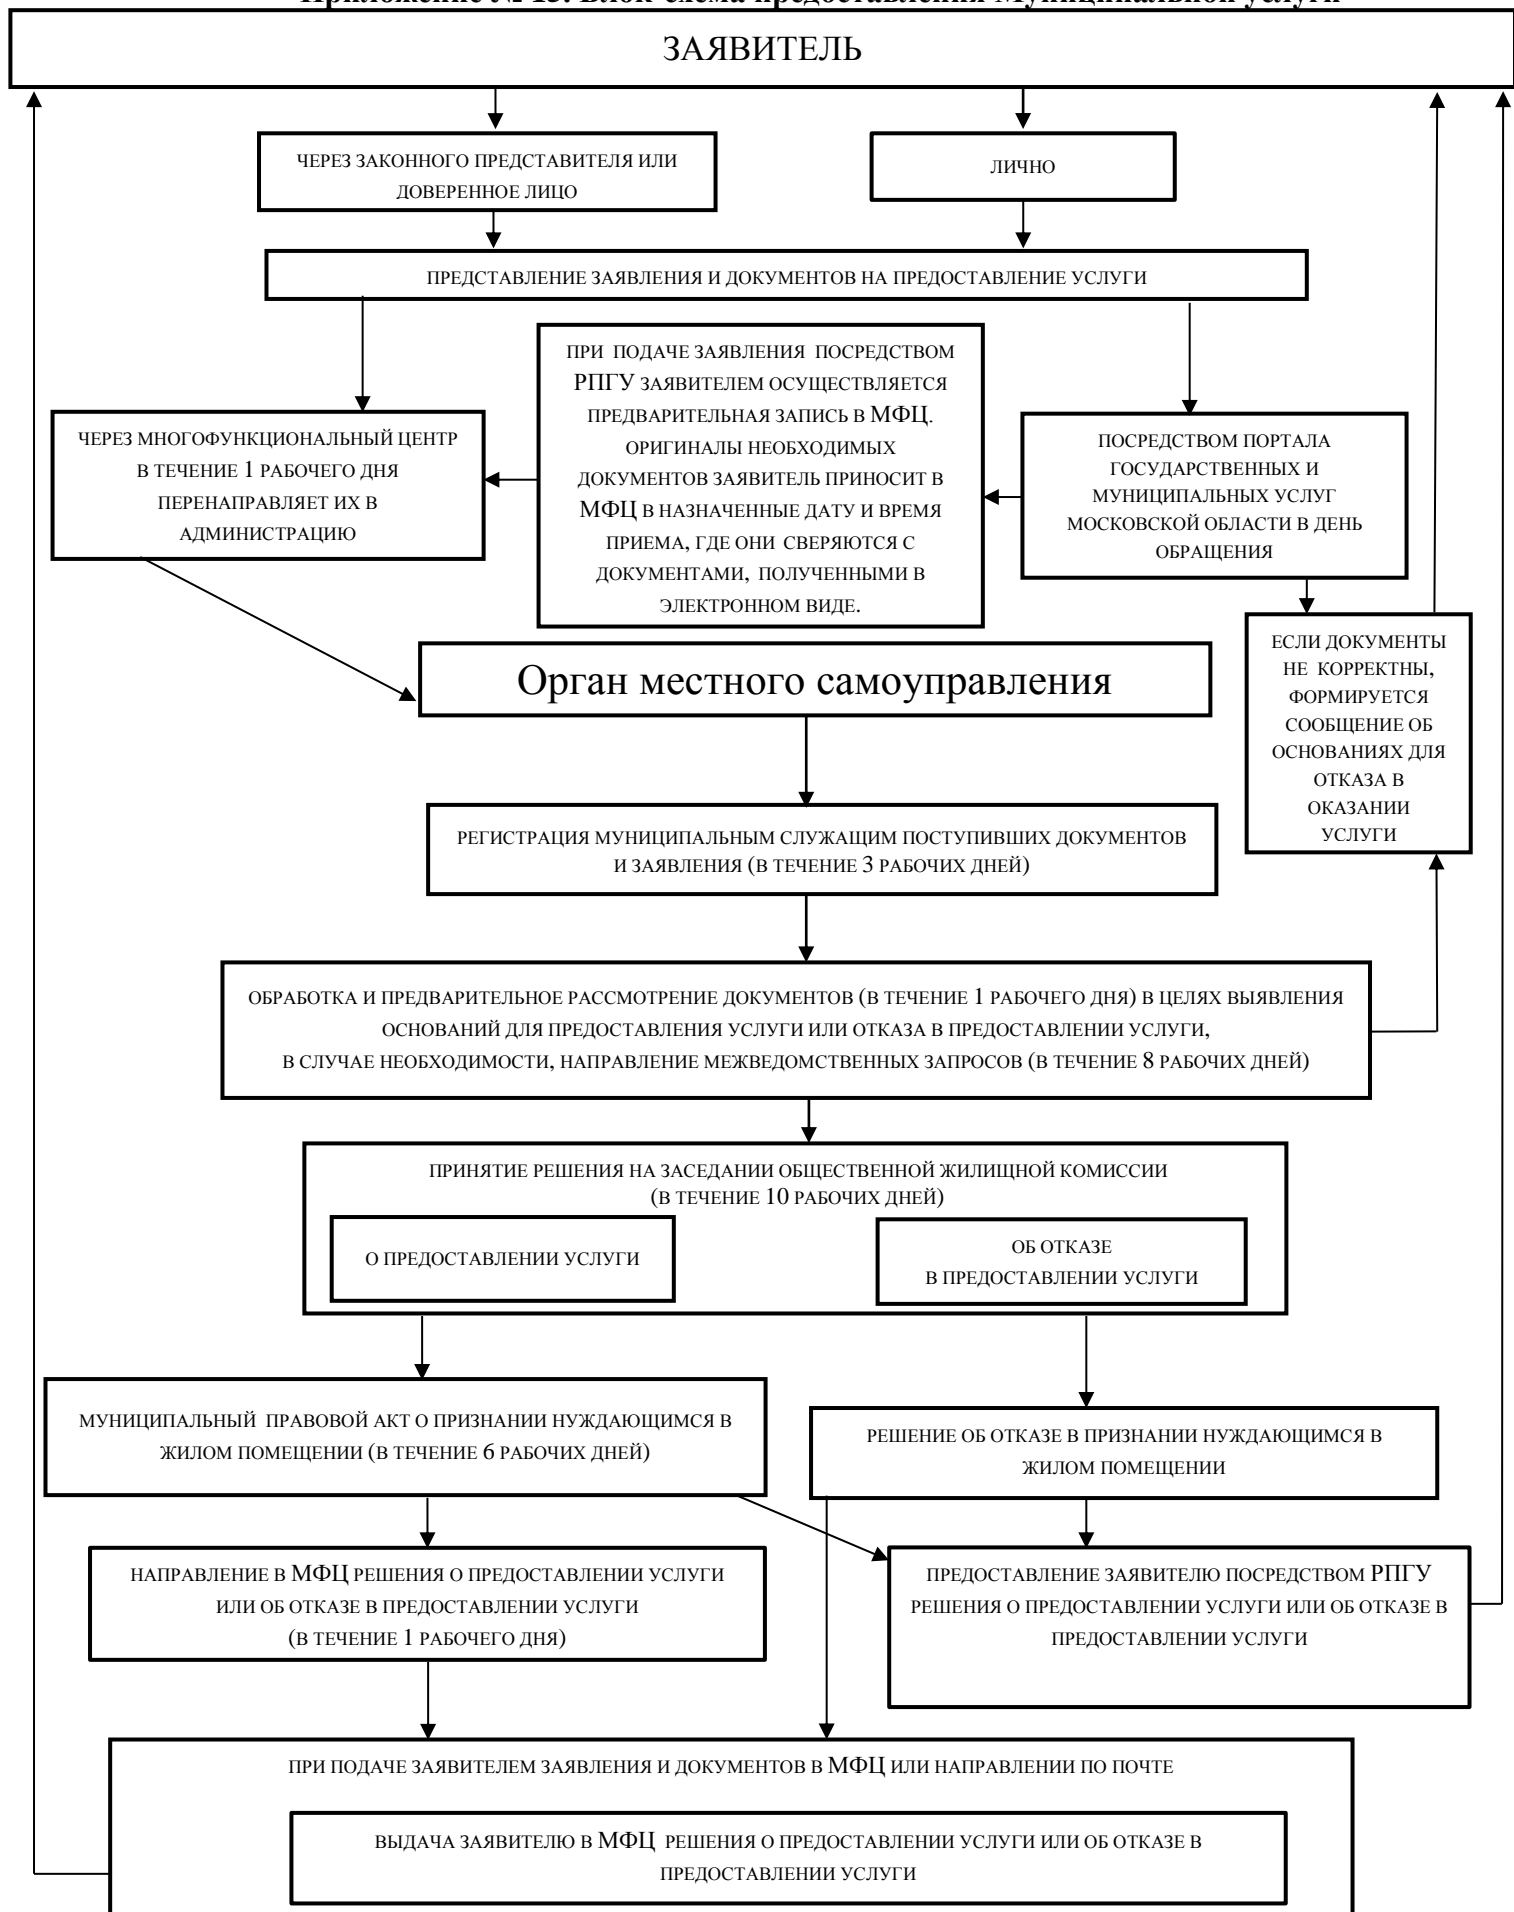 Приложение № 13. Блок-схема предоставления Муниципальной услуги
ЗАЯВИТЕЛЬ
ЧЕРЕЗ ЗАКОННОГО ПРЕДСТАВИТЕЛЯ ИЛИ
ДОВЕРЕННОЕ ЛИЦО
ЛИЧНО
ПРЕДСТАВЛЕНИЕ ЗАЯВЛЕНИЯ И ДОКУМЕНТОВ НА ПРЕДОСТАВЛЕНИЕ УСЛУГИ
ЧЕРЕЗ МНОГОФУНКЦИОНАЛЬНЫЙ ЦЕНТР
В ТЕЧЕНИЕ 1 РАБОЧЕГО ДНЯ
ПЕРЕНАПРАВЛЯЕТ ИХ В
АДМИНИСТРАЦИЮ
ПРИ ПОДАЧЕ ЗАЯВЛЕНИЯ ПОСРЕДСТВОМ
РПГУ ЗАЯВИТЕЛЕМ ОСУЩЕСТВЛЯЕТСЯ
ПРЕДВАРИТЕЛЬНАЯ ЗАПИСЬ В МФЦ.
ОРИГИНАЛЫ НЕОБХОДИМЫХ
ДОКУМЕНТОВ ЗАЯВИТЕЛЬ ПРИНОСИТ В
МФЦ В НАЗНАЧЕННЫЕ ДАТУ И ВРЕМЯ
ПРИЕМА, ГДЕ ОНИ СВЕРЯЮТСЯ С
ДОКУМЕНТАМИ, ПОЛУЧЕННЫМИ В
ЭЛЕКТРОННОМ ВИДЕ.
ПОСРЕДСТВОМ ПОРТАЛА
ГОСУДАРСТВЕННЫХ И
МУНИЦИПАЛЬНЫХ УСЛУГ
МОСКОВСКОЙ ОБЛАСТИ В ДЕНЬ
ОБРАЩЕНИЯ
ЕСЛИ ДОКУМЕНТЫ
НЕ КОРРЕКТНЫ,
ФОРМИРУЕТСЯ
СООБЩЕНИЕ ОБ
ОСНОВАНИЯХ ДЛЯ
ОТКАЗА В
ОКАЗАНИИ
УСЛУГИ
Орган местного самоуправления
РЕГИСТРАЦИЯ МУНИЦИПАЛЬНЫМ СЛУЖАЩИМ ПОСТУПИВШИХ ДОКУМЕНТОВ
И ЗАЯВЛЕНИЯ (В ТЕЧЕНИЕ 3 РАБОЧИХ ДНЕЙ)
ОБРАБОТКА И ПРЕДВАРИТЕЛЬНОЕ РАССМОТРЕНИЕ ДОКУМЕНТОВ (В ТЕЧЕНИЕ 1 РАБОЧЕГО ДНЯ) В ЦЕЛЯХ ВЫЯВЛЕНИЯ
ОСНОВАНИЙ ДЛЯ ПРЕДОСТАВЛЕНИЯ УСЛУГИ ИЛИ ОТКАЗА В ПРЕДОСТАВЛЕНИИ УСЛУГИ,
В СЛУЧАЕ НЕОБХОДИМОСТИ, НАПРАВЛЕНИЕ МЕЖВЕДОМСТВЕННЫХ ЗАПРОСОВ (В ТЕЧЕНИЕ 8 РАБОЧИХ ДНЕЙ)
ПРИНЯТИЕ РЕШЕНИЯ НА ЗАСЕДАНИИ ОБЩЕСТВЕННОЙ ЖИЛИЩНОЙ КОМИССИИ
(В ТЕЧЕНИЕ 10 РАБОЧИХ ДНЕЙ)
О ПРЕДОСТАВЛЕНИИ УСЛУГИ
ОБ ОТКАЗЕ
В ПРЕДОСТАВЛЕНИИ УСЛУГИ
МУНИЦИПАЛЬНЫЙ ПРАВОВОЙ АКТ О ПРИЗНАНИИ НУЖДАЮЩИМСЯ В
ЖИЛОМ ПОМЕЩЕНИИ (В ТЕЧЕНИЕ 6 РАБОЧИХ ДНЕЙ)
РЕШЕНИЕ ОБ ОТКАЗЕ В ПРИЗНАНИИ НУЖДАЮЩИМСЯ В
ЖИЛОМ ПОМЕЩЕНИИ
НАПРАВЛЕНИЕ В МФЦ РЕШЕНИЯ О ПРЕДОСТАВЛЕНИИ УСЛУГИ
ИЛИ ОБ ОТКАЗЕ В ПРЕДОСТАВЛЕНИИ УСЛУГИ
(В ТЕЧЕНИЕ 1 РАБОЧЕГО ДНЯ)
ПРЕДОСТАВЛЕНИЕ ЗАЯВИТЕЛЮ ПОСРЕДСТВОМ РПГУ
РЕШЕНИЯ О ПРЕДОСТАВЛЕНИИ УСЛУГИ ИЛИ ОБ ОТКАЗЕ В
ПРЕДОСТАВЛЕНИИ УСЛУГИ
ПРИ ПОДАЧЕ ЗАЯВИТЕЛЕМ ЗАЯВЛЕНИЯ И ДОКУМЕНТОВ В МФЦ ИЛИ НАПРАВЛЕНИИ ПО ПОЧТЕ
ВЫДАЧА ЗАЯВИТЕЛЮ В МФЦ РЕШЕНИЯ О ПРЕДОСТАВЛЕНИИ УСЛУГИ ИЛИ ОБ ОТКАЗЕ В
ПРЕДОСТАВЛЕНИИ УСЛУГИ